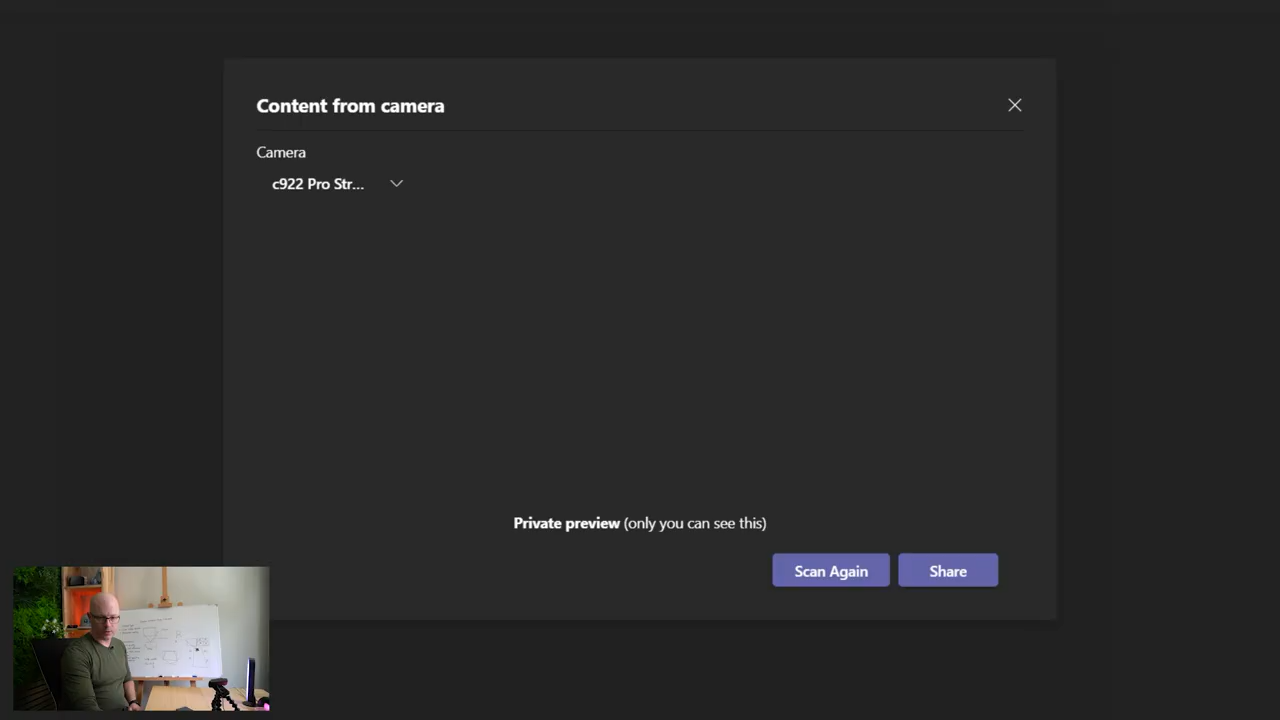 Content from camera
Camera
c922 Pro Str...
Private preview (only you can see this)
Scan Again
Share